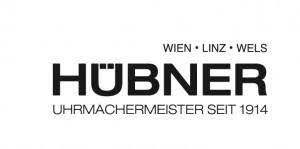 WIEN • LINZ • WELS
HÜBNER
UHRMACHERMEISTER SEIT 1914